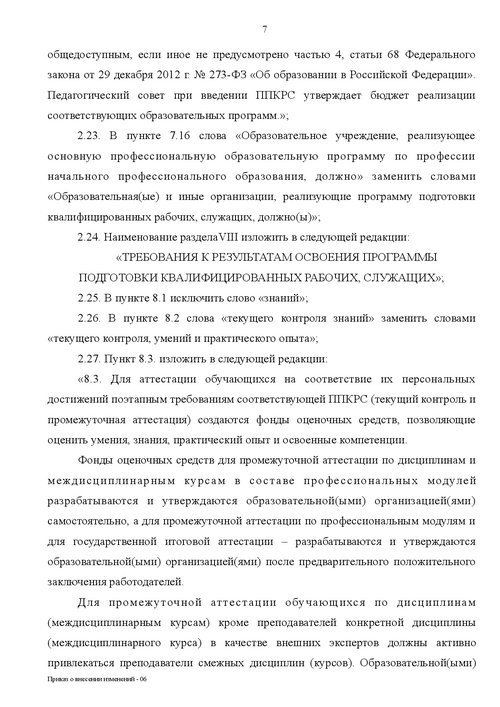 7
общедоступным, если иное не предусмотрено частью 4, статьи 68 Федерального
закона от 29 декабря 2012 г. № 273-ФЗ «Об образовании в Российской Федерации».
Педагогический совет при введении ППКРС утверждает бюджет реализации
соответствующих образовательных программ.»;
2.23. В пункте 7.16 слова «Образовательное учреждение, реализующее
основную профессиональную образовательную программу по профессии
начального профессионального образования, должно» заменить словами
«Образовательная(ые) и иные организации, реализующие программу подготовки
квалифицированных рабочих, служащих, должно(ы)»;
2.24. Наименование разделаVIII изложить в следующей редакции:
«ТРЕБОВАНИЯ К РЕЗУЛЬТАТАМ ОСВОЕНИЯ ПРОГРАММЫ
ПОДГОТОВКИ КВАЛИФИЦИРОВАННЫХ РАБОЧИХ, СЛУЖАЩИХ»;
2.25. В пункте 8.1 исключить слово «знаний»;
2.26. В пункте 8.2 слова «текущего контроля знаний» заменить словами
«текущего контроля, умений и практического опыта»;
2.27. Пункт 8.3. изложить в следующей редакции:
«8.3. Для аттестации обучающихся на соответствие их персональных
достижений поэтапным требованиям соответствующей ППКРС (текущий контроль и
промежуточная аттестация) создаются фонды оценочных средств, позволяющие
оценить умения, знания, практический опыт и освоенные компетенции.
Фонды оценочных средств для промежуточной аттестации по дисциплинам и
междисциплинарным курсам в составе профессиональных модулей
разрабатываются и утверждаются образовательной(ыми) организацией(ями)
самостоятельно, а для промежуточной аттестации по профессиональным модулям и
для государственной итоговой аттестации – разрабатываются и утверждаются
образовательной(ыми) организацией(ями) после предварительного положительного
заключения работодателей.
Для промежуточной аттестации обучающихся по дисциплинам
(междисциплинарным курсам) кроме преподавателей конкретной дисциплины
(междисциплинарного курса) в качестве внешних экспертов должны активно
привлекаться преподаватели смежных дисциплин (курсов). Образовательной(ыми)
Приказ о внесении изменений - 06